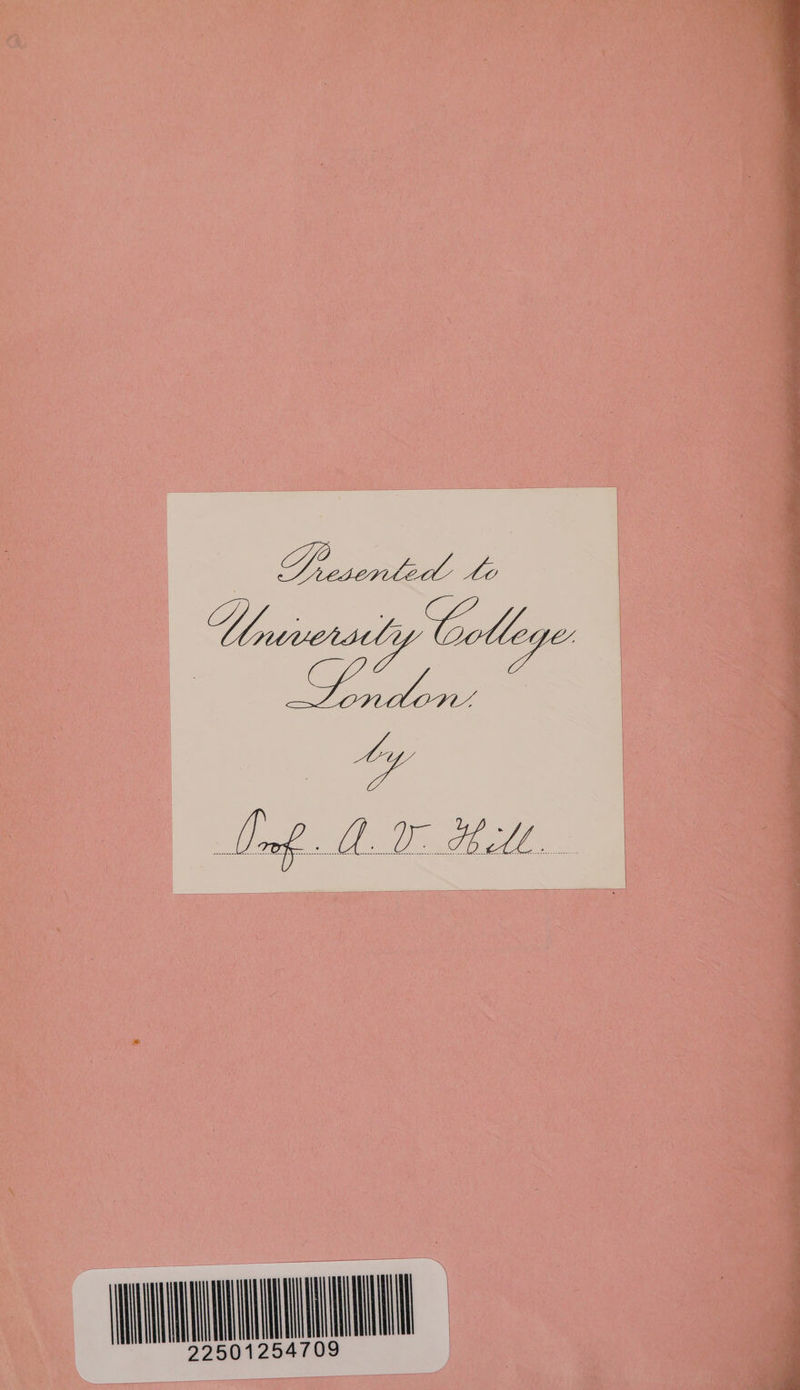 Presented to
University College
London.
by
Prof. A. V. Hill.
22501254709